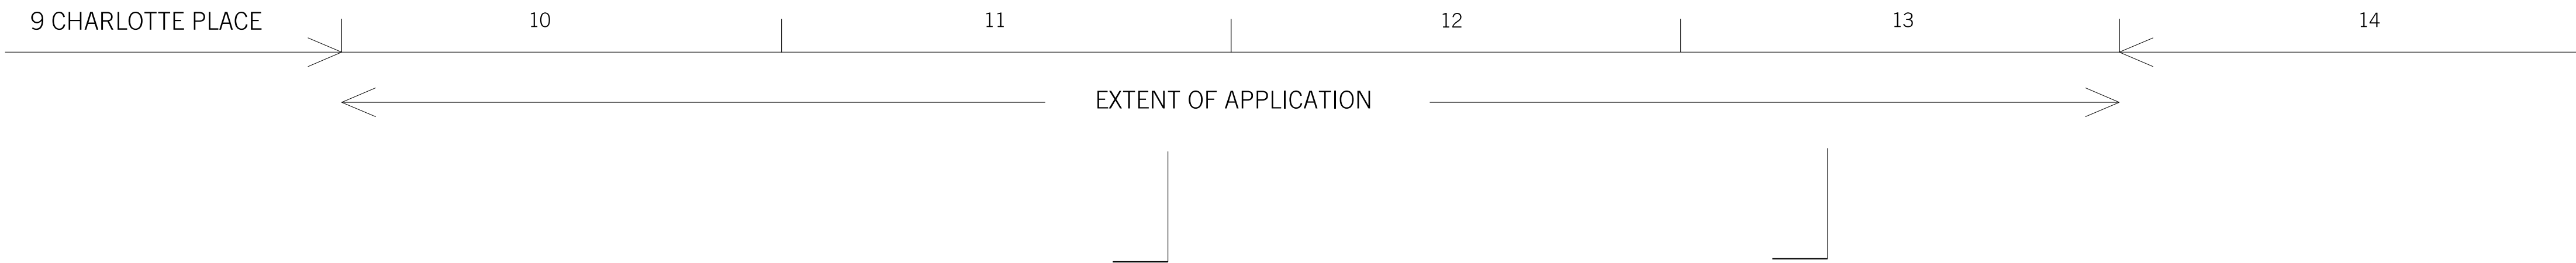 9 CHARLOTTE PLACE 10 11 12 13 14
EXTENT OF APPLICATION